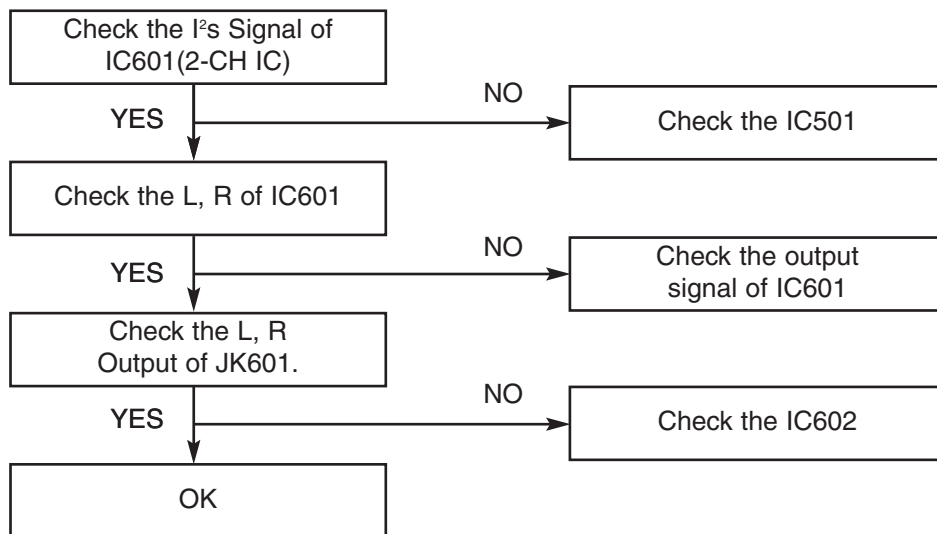 Check the I²s Signal of
IC601(2-CH IC)
YES
NO
Check the IC501
Check the L, R of IC601
YES
NO
Check the output
signal of IC601
Check the L, R
Output of JK601.
YES
NO
Check the IC602
OK